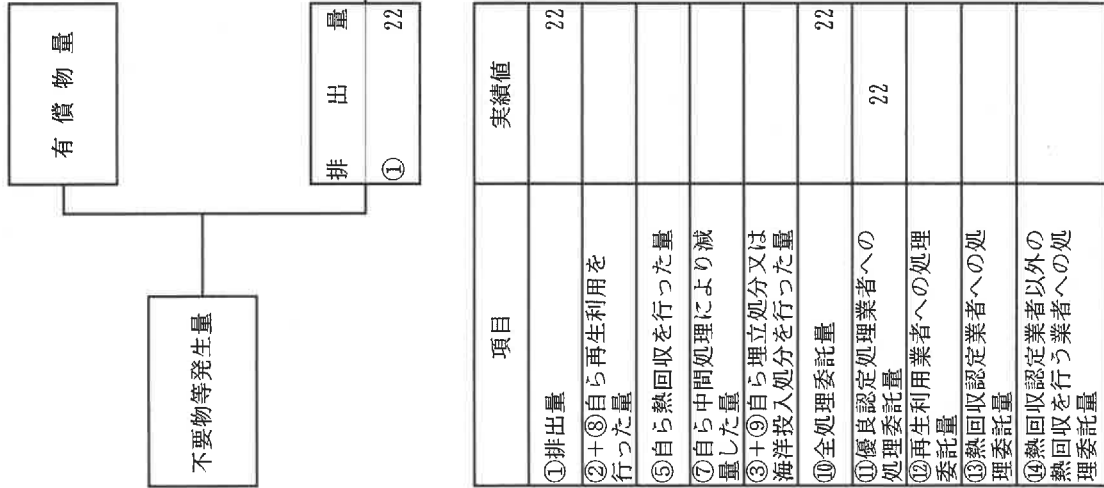 不要物等発生量
有償物量
排出量
① 22
項目 実績値
①排出量 22
②+⑧自ら再生利用を
行った量
⑤自ら熱回収を行った量
⑦自ら中間処理により減
量した量
③+⑨自ら埋立処分又は
海洋投入処分を行った量
⑩全処理委託量 22
⑪優良認定処理業者への
処理委託量 22
⑫再生利用業者への処理
委託量
⑬熱回収認定業者への処
理委託量
⑭熱回収認定業者以外の
熱回収を行う業者への処
理委託量